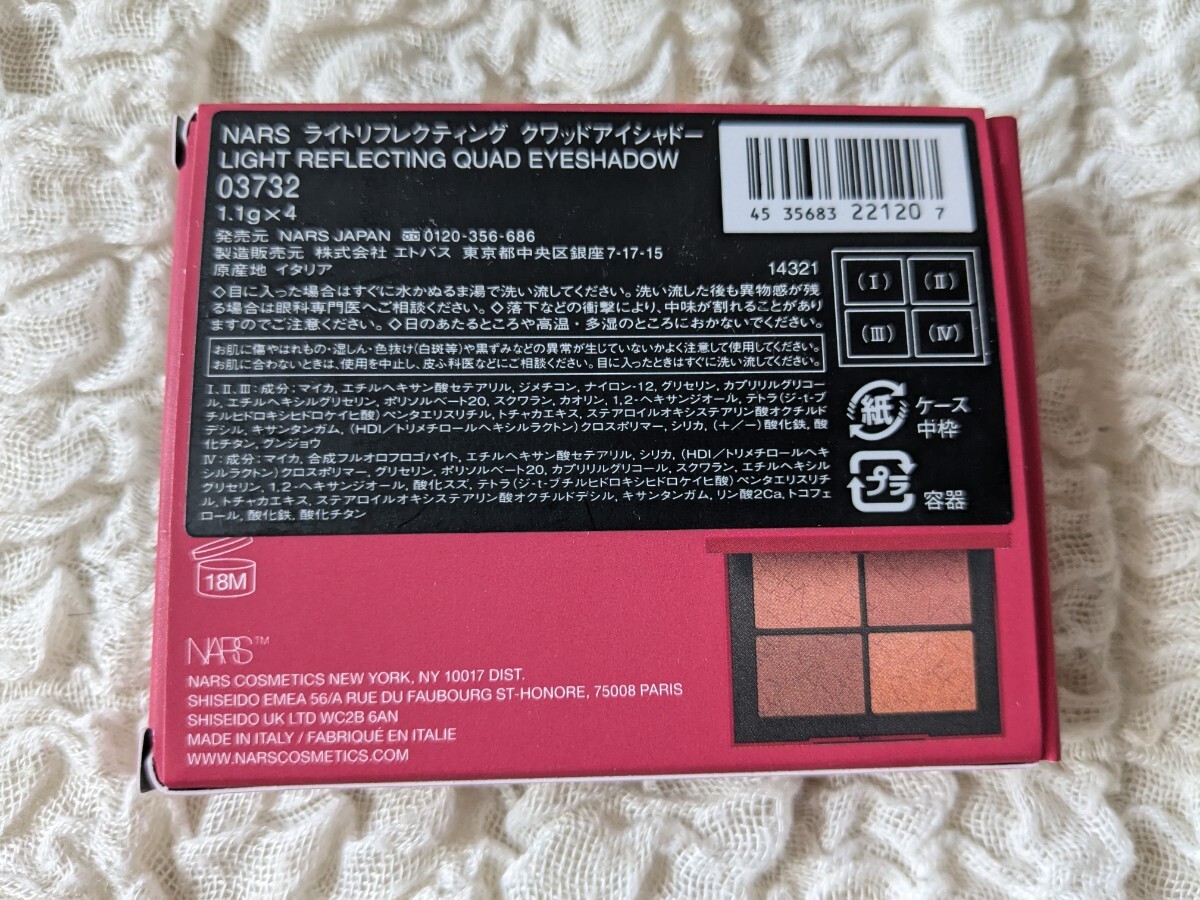 NARS ライトリフレクティング クワッドアイシャドー
LIGHT REFLECTING QUAD EYESHADOW
03732
1.1g×4
発売元 NARS JAPAN 0120-356-686
製造販売元 株式会社 エトバス 東京都中央区銀座7-17-15
原産地 イタリア
14321
◇目に入った場合はすぐに水かぬるま湯で洗い流してください。洗い流した後も異物感が残
る場合は眼科専門医へご相談ください。◇落下などの衝撃により、中味が割れることがあり
ますのでご注意ください。◇日のあたるところや高温・多湿のところにおかないでください。
お肌に傷やはれもの・湿しん・色抜け(白斑等)や黒ずみなどの異常が生じていないかよく注意して使用してください。
お肌に合わないときは、使用を中止し、皮ふ科医などにご相談ください。目に入ったときはすぐに洗い流してください。
Ⅰ,Ⅱ,Ⅲ:成分:マイカ, エチルヘキサン酸セテアリル, ジメチコン, ナイロン-12, グリセリン, カプリリルグリコー
ル, エチルヘキシルグリセリン, ポリソルベート20, スクワラン, カオリン, 1,2-ヘキサンジオール, テトラ(ジ-t-ブ
チルヒドロキシヒドロケイヒ酸)ペンタエリスリチル, トチャカエキス, ステアロイルオキシステアリン酸オクチルド
デシル, キサンタンガム, (HDI/トリメチロールヘキシルラクトン)クロスポリマー, シリカ, (+/−)酸化鉄, 酸
化チタン, グンジョウ
Ⅳ:成分:マイカ, 合成フルオロフロゴパイト, エチルヘキサン酸セテアリル, シリカ, (HDI/トリメチロールヘキ
シルラクトン)クロスポリマー, グリセリン, ポリソルベート20, カプリリルグリコール, スクワラン, エチルヘキシル
グリセリン, 1,2-ヘキサンジオール, 酸化スズ, テトラ(ジ-t-ブチルヒドロキシヒドロケイヒ酸)ペンタエリスリチ
ル, トチャカエキス, ステアロイルオキシステアリン酸オクチルドデシル, キサンタンガム, リン酸2Ca, トコフェ
ロール, 酸化鉄, 酸化チタン
45 35683 22120 7
(Ⅰ) (Ⅱ)
(Ⅲ) (Ⅳ)
紙 ケース
中枠
プラ 容器
18M
NARS™
NARS COSMETICS NEW YORK, NY 10017 DIST.
SHISEIDO EMEA 56/A RUE DU FAUBOURG ST-HONORE, 75008 PARIS
SHISEIDO UK LTD WC2B 6AN
MADE IN ITALY / FABRIQUÉ EN ITALIE
WWW.NARSCOSMETICS.COM